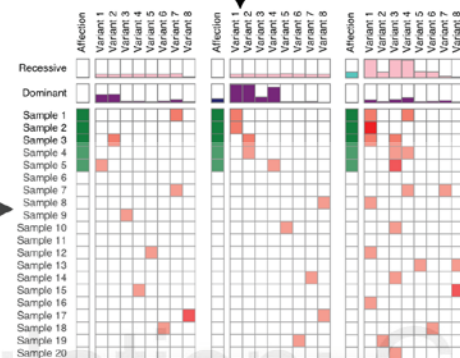 Affection Variant 1 Variant 2 Variant 3 Variant 4 Variant 5 Variant 6 Variant 7 Variant 8 Affection Variant 1 Variant 2 Variant 3 Variant 4 Variant 5 Variant 6 Variant 7 Variant 8 Affection Variant 1 Variant 2 Variant 3 Variant 4 Variant 5 Variant 6 Variant 7 Variant 8
Recessive
Dominant
Sample 1
Sample 2
Sample 3
Sample 4
Sample 5
Sample 6
Sample 7
Sample 8
Sample 9
Sample 10
Sample 11
Sample 12
Sample 13
Sample 14
Sample 15
Sample 16
Sample 17
Sample 18
Sample 19
Sample 20